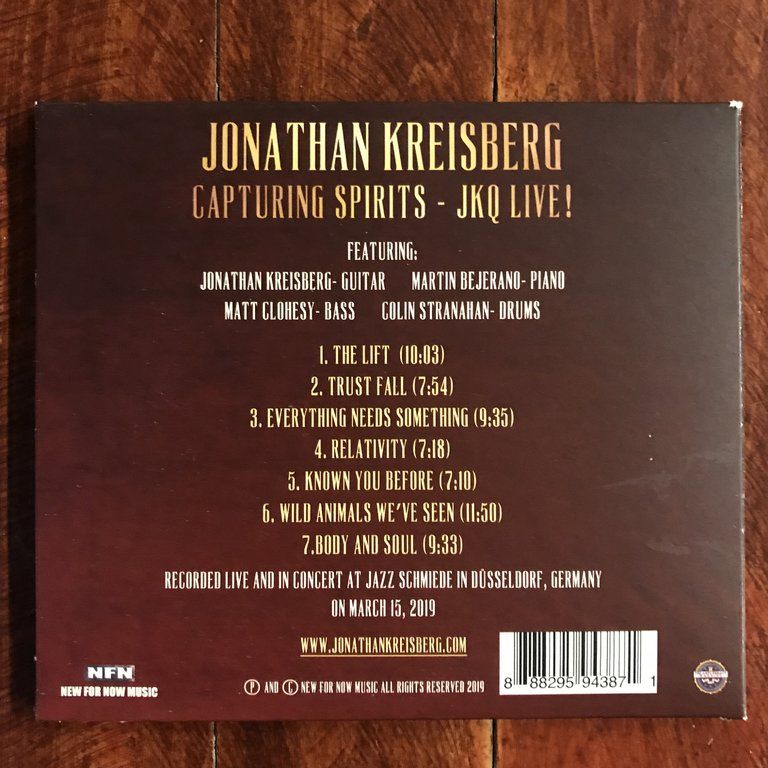 JONATHAN KREISBERG
CAPTURING SPIRITS - JKQ LIVE!
FEATURING:
JONATHAN KREISBERG- GUITAR MARTIN BEJERANO- PIANO
MATT CLOHESY- BASS COLIN STRANAHAN- DRUMS
1. THE LIFT (10:03)
2. TRUST FALL (7:54)
3. EVERYTHING NEEDS SOMETHING (9:35)
4. RELATIVITY (7:18)
5. KNOWN YOU BEFORE (7:10)
6. WILD ANIMALS WE'VE SEEN (11:50)
7.BODY AND SOUL (9:33)
RECORDED LIVE AND IN CONCERT AT JAZZ SCHMIEDE IN DÜSSELDORF, GERMANY
ON MARCH 15, 2019
WWW.JONATHANKREISBERG.COM
NFN
NEW FOR NOW MUSIC
Ⓟ AND Ⓒ NEW FOR NOW MUSIC ALL RIGHTS RESERVED 2019
8 88295 94387 1